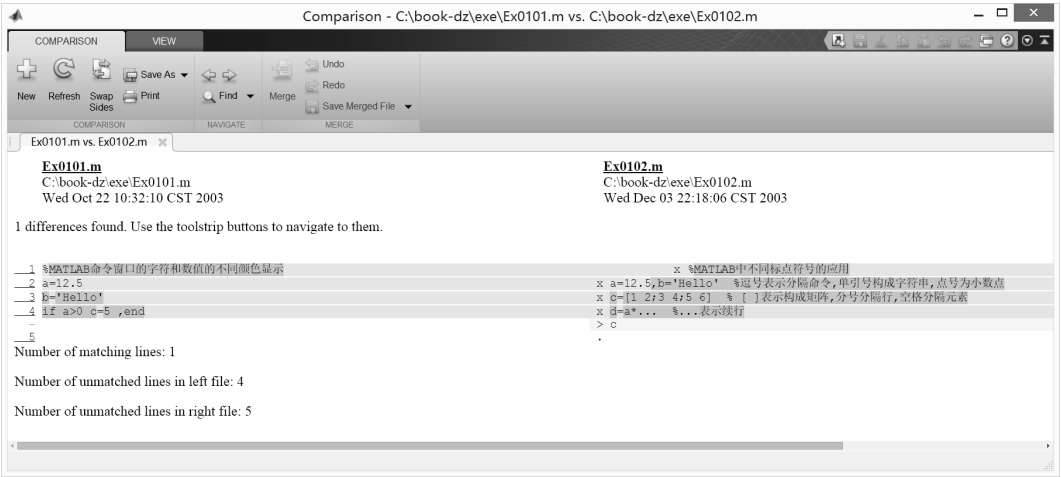 Comparison - C:\book-dz\exe\Ex0101.m vs. C:\book-dz\exe\Ex0102.m
COMPARISON VIEW
New Refresh Swap Sides Save As Print Find Merge Undo Redo Save Merged File
COMPARISON NAVIGATE MERGE
Ex0101.m vs. Ex0102.m
Ex0101.m Ex0102.m
C:\book-dz\exe\Ex0101.m C:\book-dz\exe\Ex0102.m
Wed Oct 22 10:32:10 CST 2003 Wed Dec 03 22:18:06 CST 2003
1 differences found. Use the toolstrip buttons to navigate to them.
1 %MATLAB命令窗口的字符和数值的不同颜色显示 x %MATLAB中不同标点符号的应用
2 a=12.5 x a=12.5,b='Hello' %逗号表示分隔命令,单引号构成字符串,点号为小数点
3 b='Hello' x c=[1 2;3 4;5 6] % [ ]表示构成矩阵,分号分隔行,空格分隔元素
4 if a>0 c=5 ,end x d=a*... %...表示续行
- > c
5 .
Number of matching lines: 1
Number of unmatched lines in left file: 4
Number of unmatched lines in right file: 5